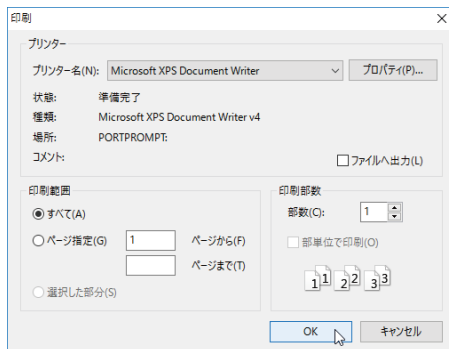 印刷
プリンター
プリンター名(N): Microsoft XPS Document Writer プロパティ(P)...
状態: 準備完了
種類: Microsoft XPS Document Writer v4
場所: PORTPROMPT:
コメント: ファイルへ出力(L)
印刷範囲
すべて(A)
ページ指定(G) 1 ページから(F)
ページまで(T)
選択した部分(S)
印刷部数
部数(C): 1
部単位で印刷(O)
1 1 2 2 3 3
OK キャンセル